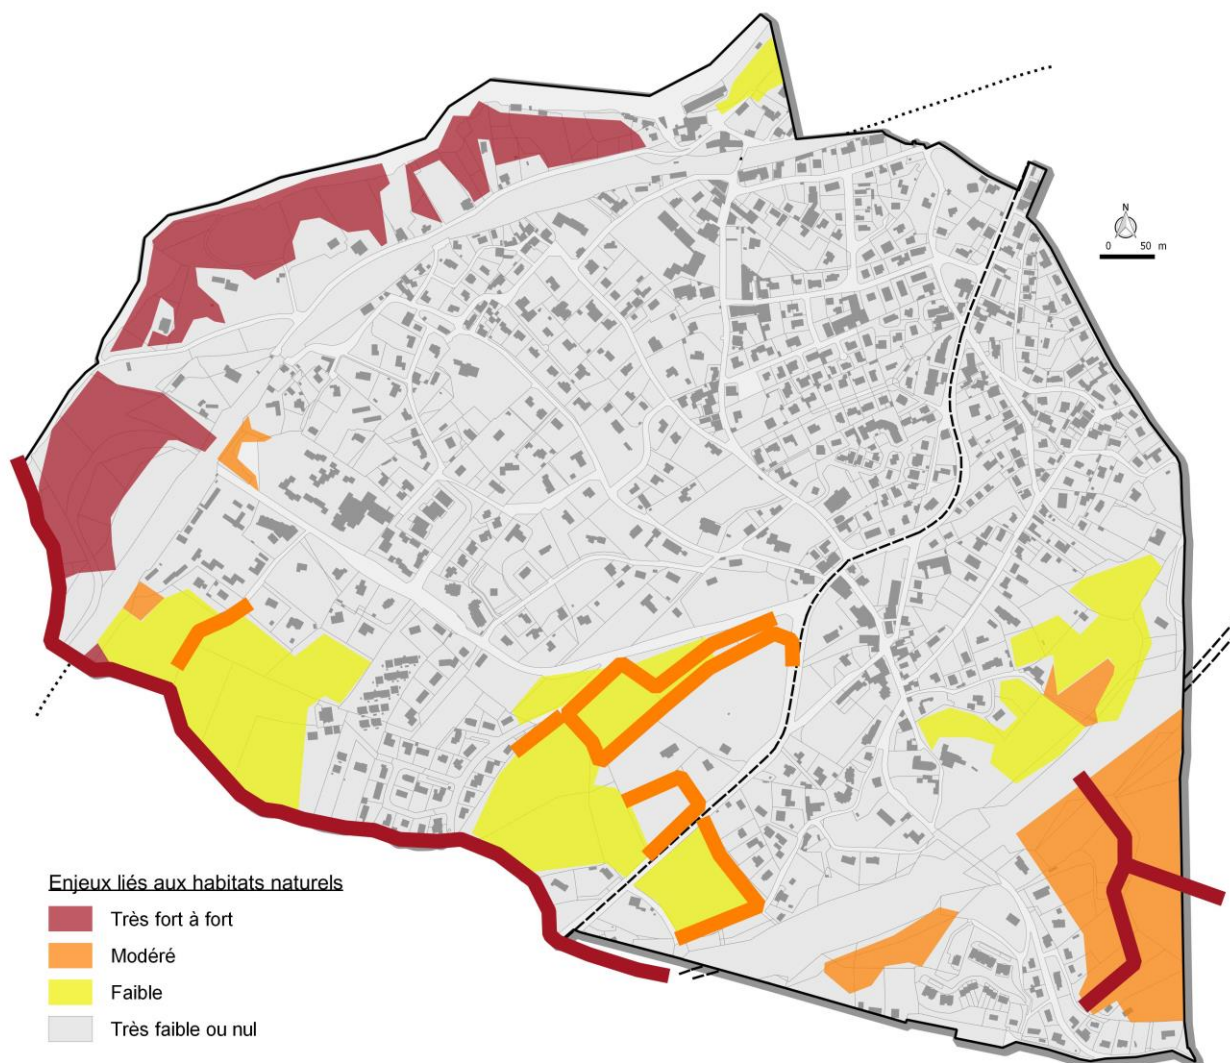 N
0 50 m
Enjeux liés aux habitats naturels
Très fort à fort
Modéré
Faible
Très faible ou nul